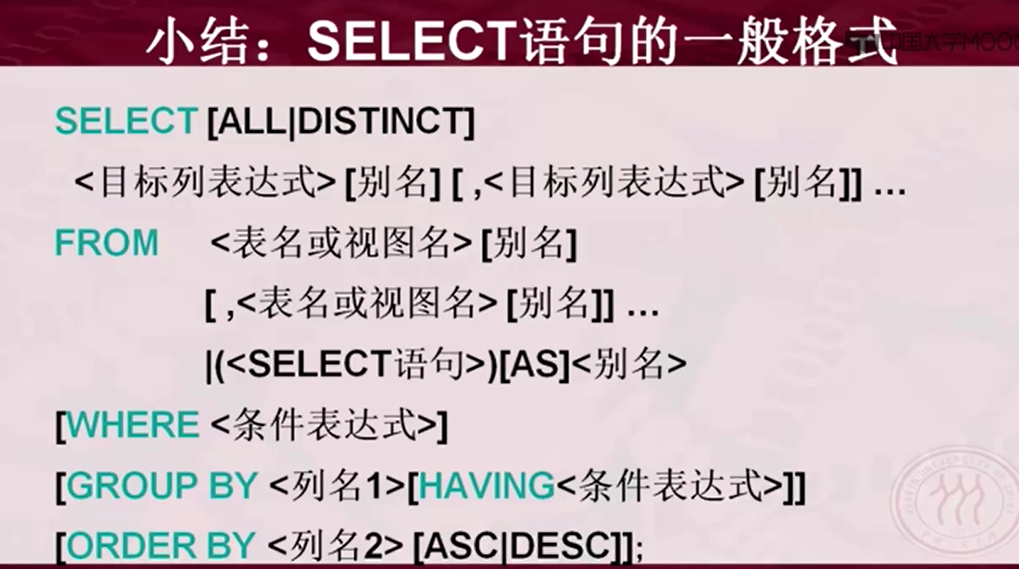 小结：SELECT语句的一般格式
中国大学MOOC
SELECT [ALL|DISTINCT]
<目标列表达式> [别名] [ ,<目标列表达式> [别名]] …
FROM <表名或视图名> [别名]
[ ,<表名或视图名> [别名]] …
|(<SELECT语句>)[AS]<别名>
[WHERE <条件表达式>]
[GROUP BY <列名1>[HAVING<条件表达式>]]
[ORDER BY <列名2> [ASC|DESC]];